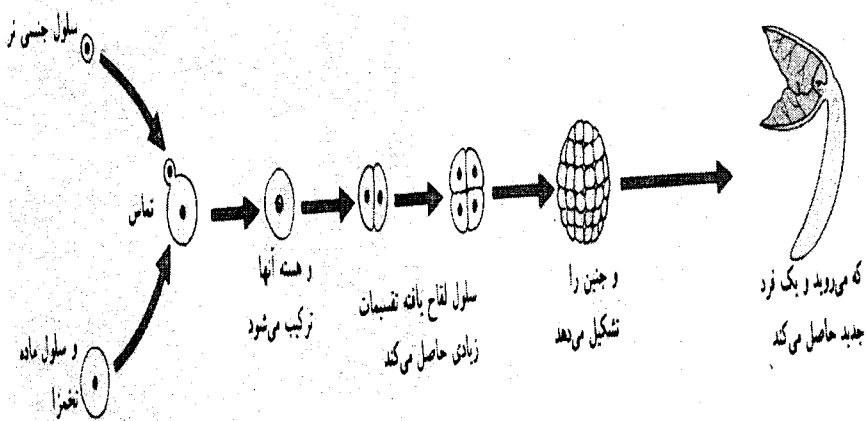 سلول جنسی نر
تماس
و سلول ماده
تخمزا
و هسته آنها
ترکیب می‌شود
سلول لقاح یافته تقسیمات
زیادی حاصل می‌کند
و جنین را
تشکیل می‌دهد
که می‌روید و یک فرد
جدید حاصل می‌کند